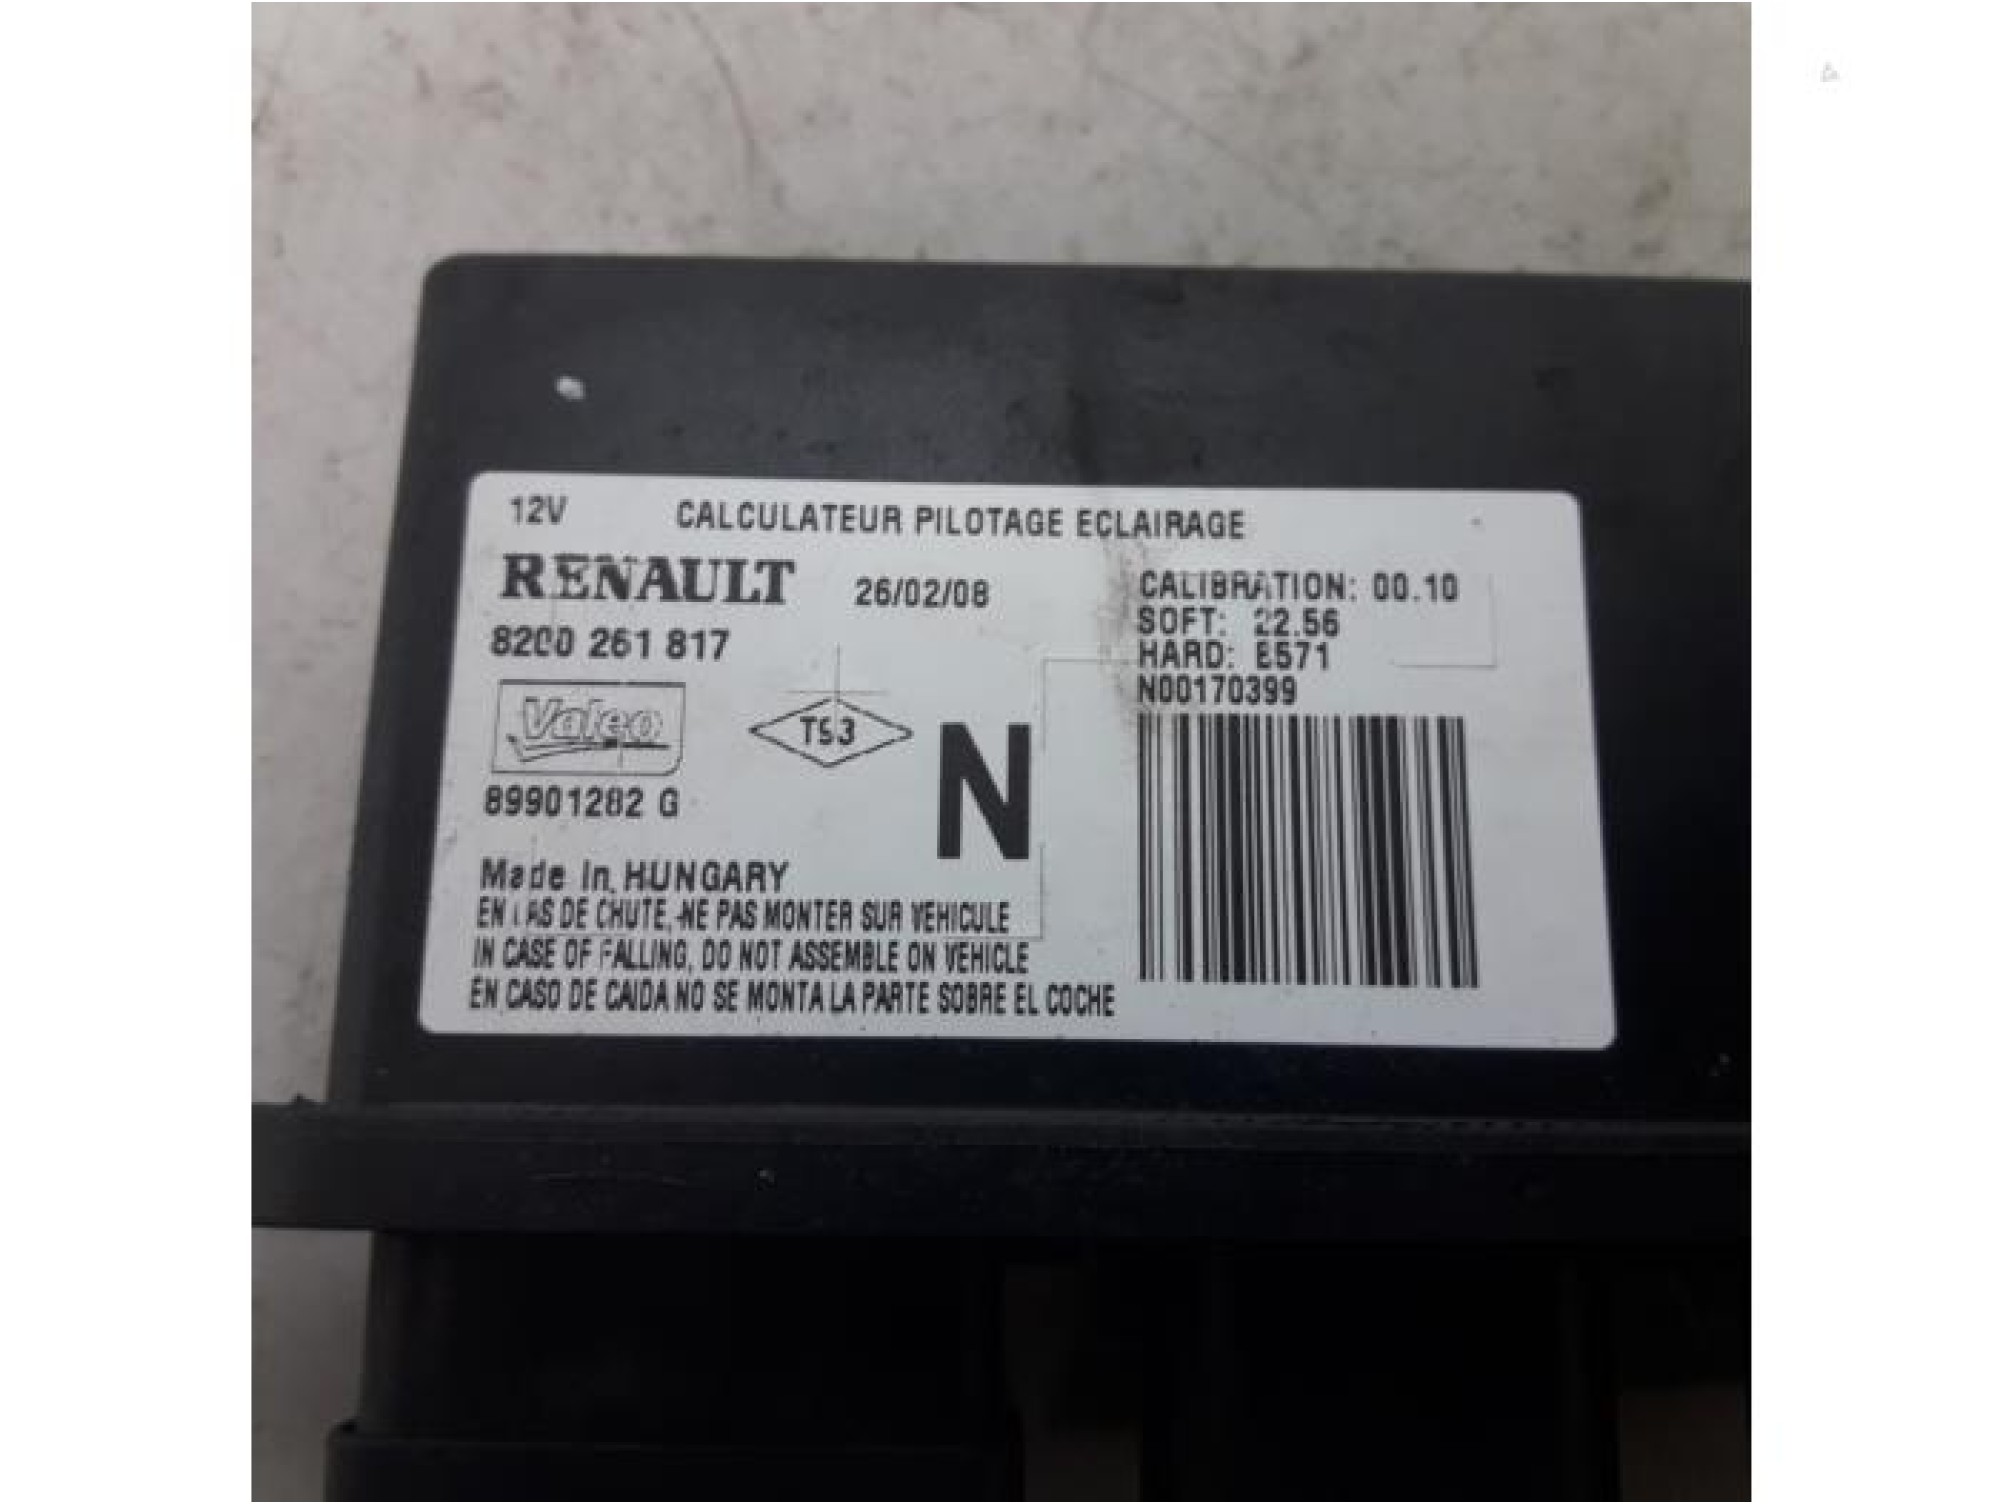 12V CALCULATEUR PILOTAGE ECLAIRAGE
RENAULT 26/02/08
8200 261 817
CALIBRATION: 00.10
SOFT: 22.56
HARD: E571
N00170399
Valeo
TS3
N
89901282 G
Made In HUNGARY
EN CAS DE CHUTE, NE PAS MONTER SUR VEHICULE
IN CASE OF FALLING, DO NOT ASSEMBLE ON VEHICLE
EN CASO DE CAIDA NO SE MONTA LA PARTE SOBRE EL COCHE